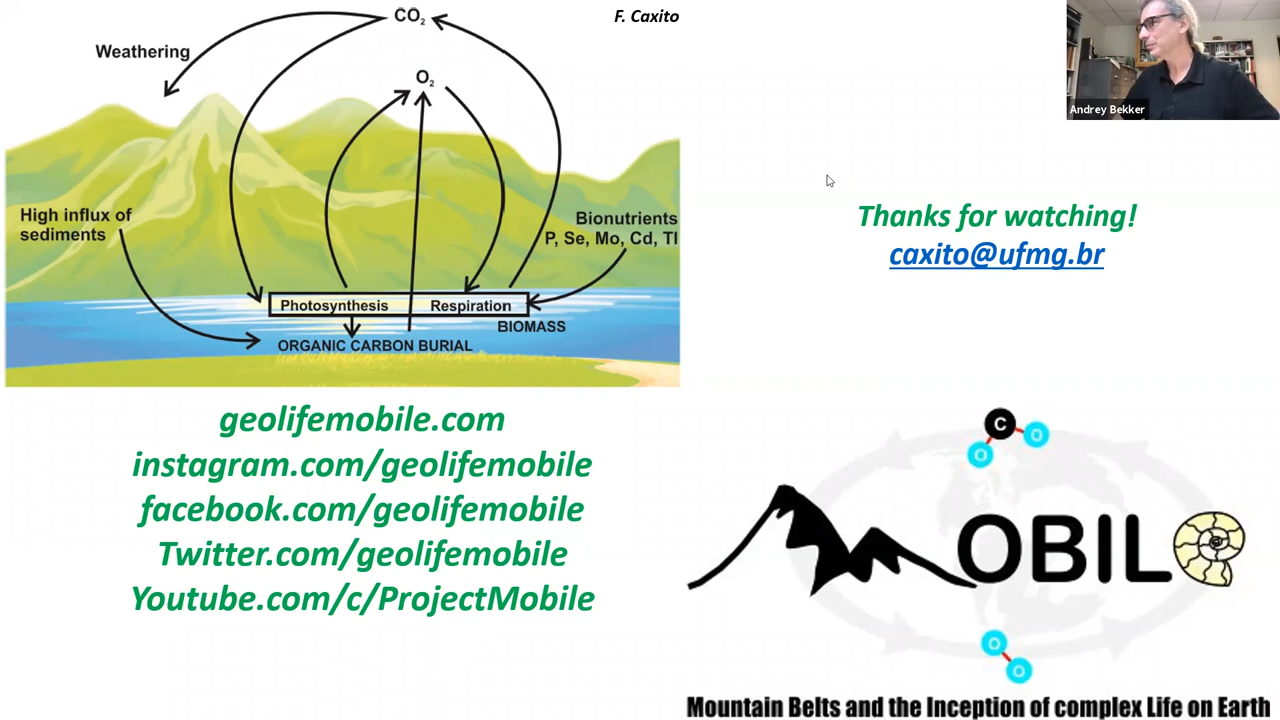 CO₂
F. Caxito
Weathering
O₂
Andrey Bekker
High influx of
sediments
Bionutrients
P, Se, Mo, Cd, Tl
Photosynthesis
Respiration
BIOMASS
ORGANIC CARBON BURIAL
Thanks for watching!
caxito@ufmg.br
geolifemobile.com
instagram.com/geolifemobile
facebook.com/geolifemobile
Twitter.com/geolifemobile
Youtube.com/c/ProjectMobile
C
O
O
OBIL
O
O
Mountain Belts and the Inception of complex Life on Earth